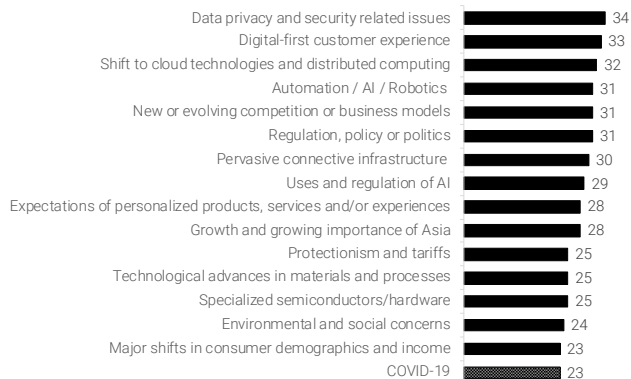 Data privacy and security related issues 34
Digital-first customer experience 33
Shift to cloud technologies and distributed computing 32
Automation / AI / Robotics 31
New or evolving competition or business models 31
Regulation, policy or politics 31
Pervasive connective infrastructure 30
Uses and regulation of AI 29
Expectations of personalized products, services and/or experiences 28
Growth and growing importance of Asia 28
Protectionism and tariffs 25
Technological advances in materials and processes 25
Specialized semiconductors/hardware 25
Environmental and social concerns 24
Major shifts in consumer demographics and income 23
COVID-19 23